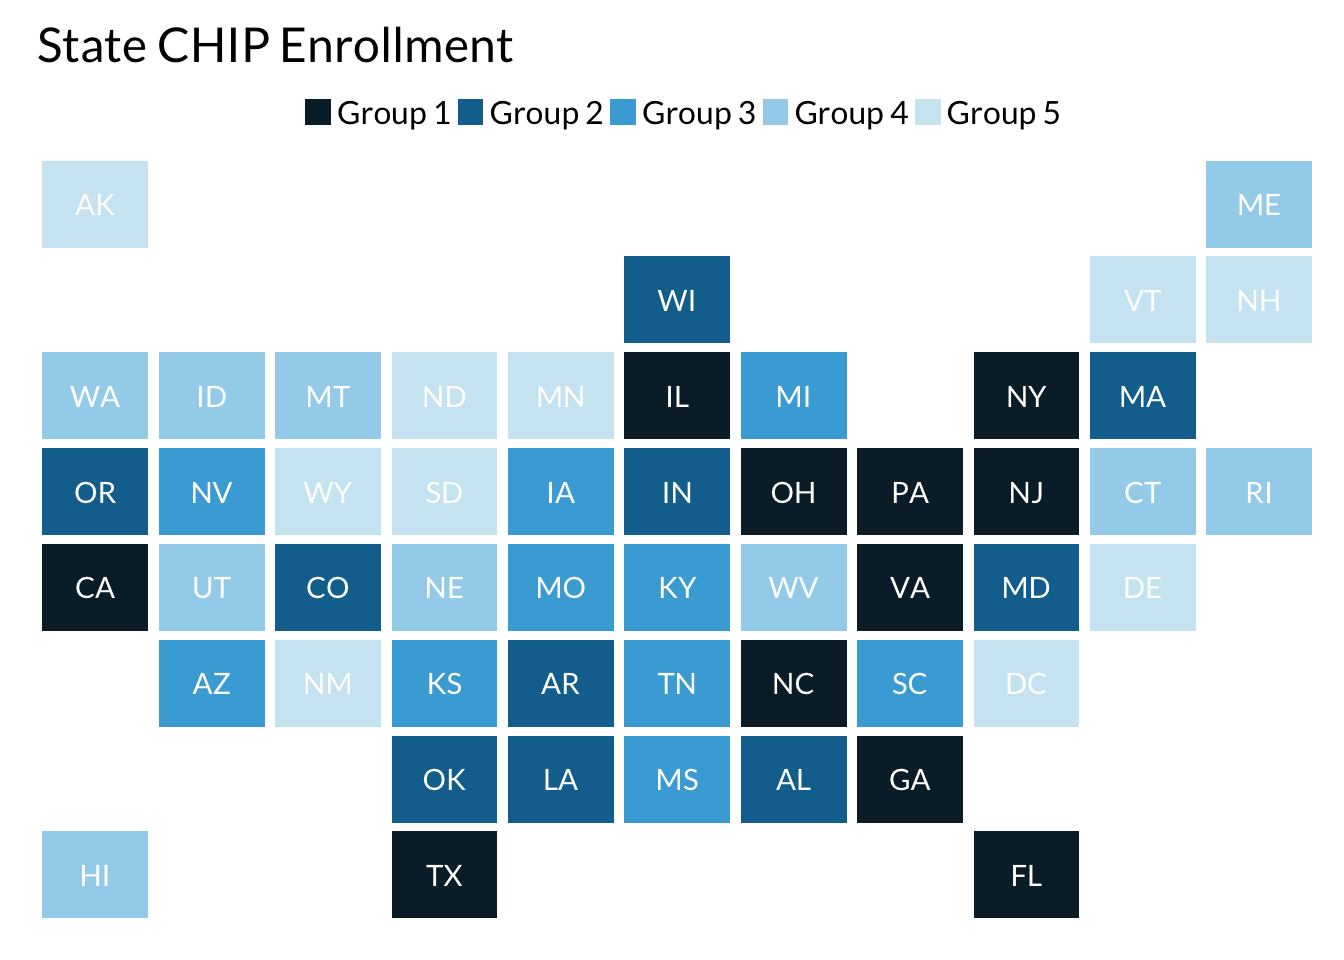 State CHIP Enrollment
Group 1 Group 2 Group 3 Group 4 Group 5
AK ME
WI VT NH
WA ID MT ND MN IL MI NY MA
OR NV WY SD IA IN OH PA NJ CT RI
CA UT CO NE MO KY WV VA MD DE
AZ NM KS AR TN NC SC DC
OK LA MS AL GA
HI TX FL